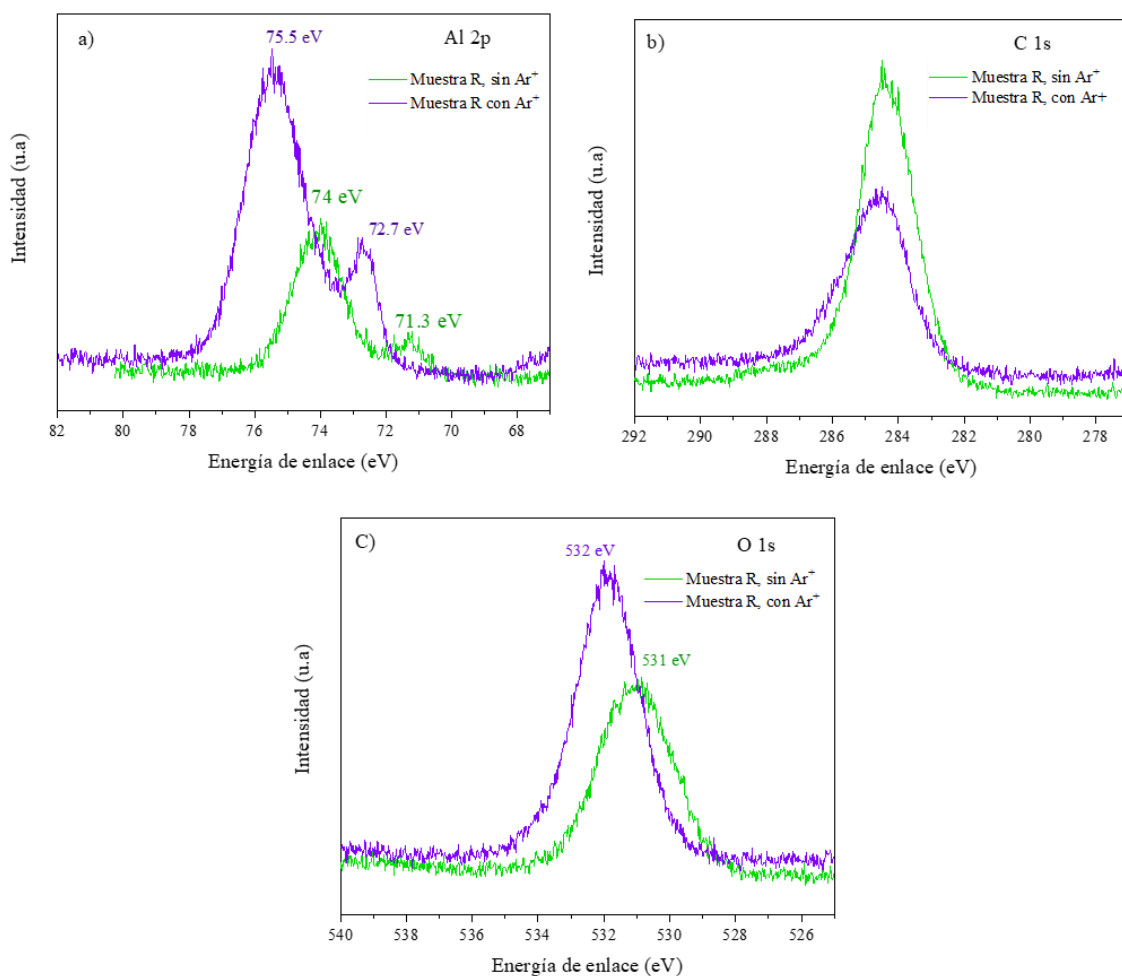 a)
Al 2p
75.5 eV
Muestra R, sin Ar⁺
Muestra R con Ar⁺
74 eV
72.7 eV
71.3 eV
Intensidad (u.a)
82 80 78 76 74 72 70 68
Energía de enlace (eV)
b)
C 1s
Muestra R, sin Ar⁺
Muestra R, con Ar+
Intensidad (u.a)
292 290 288 286 284 282 280 278
Energía de enlace (eV)
C)
O 1s
532 eV
Muestra R, sin Ar⁺
Muestra R, con Ar⁺
531 eV
Intensidad (u.a)
540 538 536 534 532 530 528 526
Energía de enlace (eV)